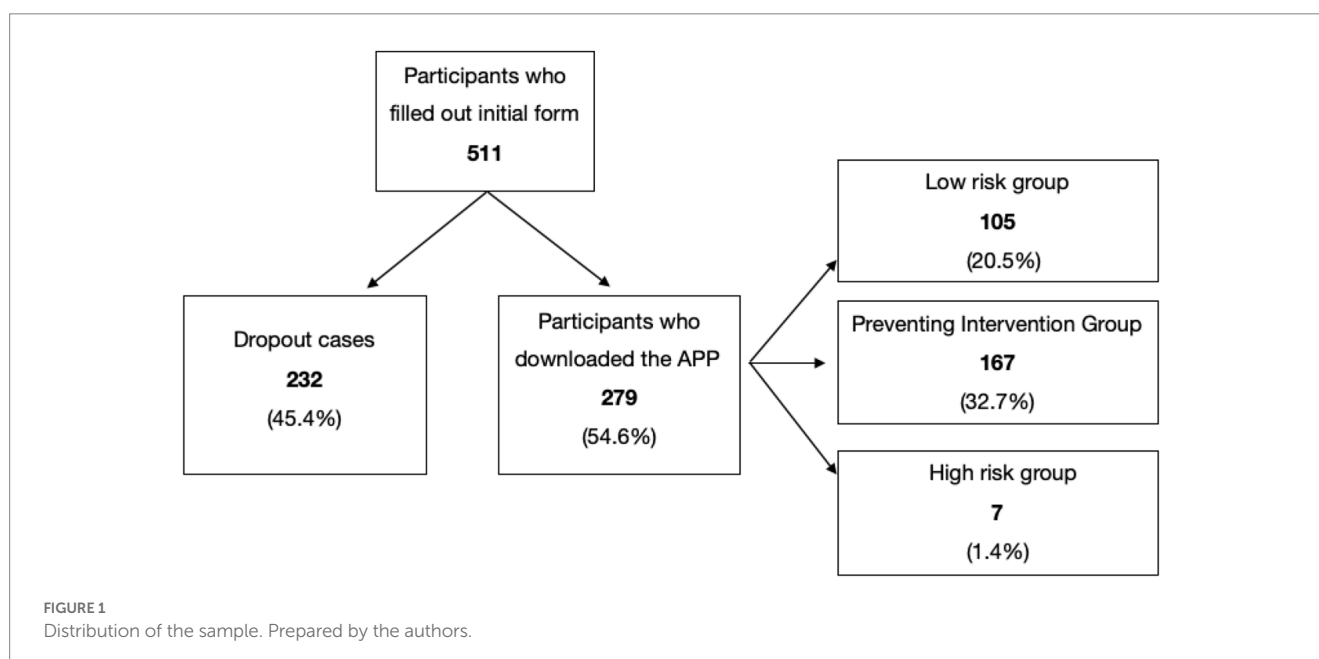 Participants who
filled out initial form
511
Dropout cases
232
(45.4%)
Participants who
downloaded the APP
279
(54.6%)
Low risk group
105
(20.5%)
Preventing Intervention Group
167
(32.7%)
High risk group
7
(1.4%)
FIGURE 1
Distribution of the sample. Prepared by the authors.